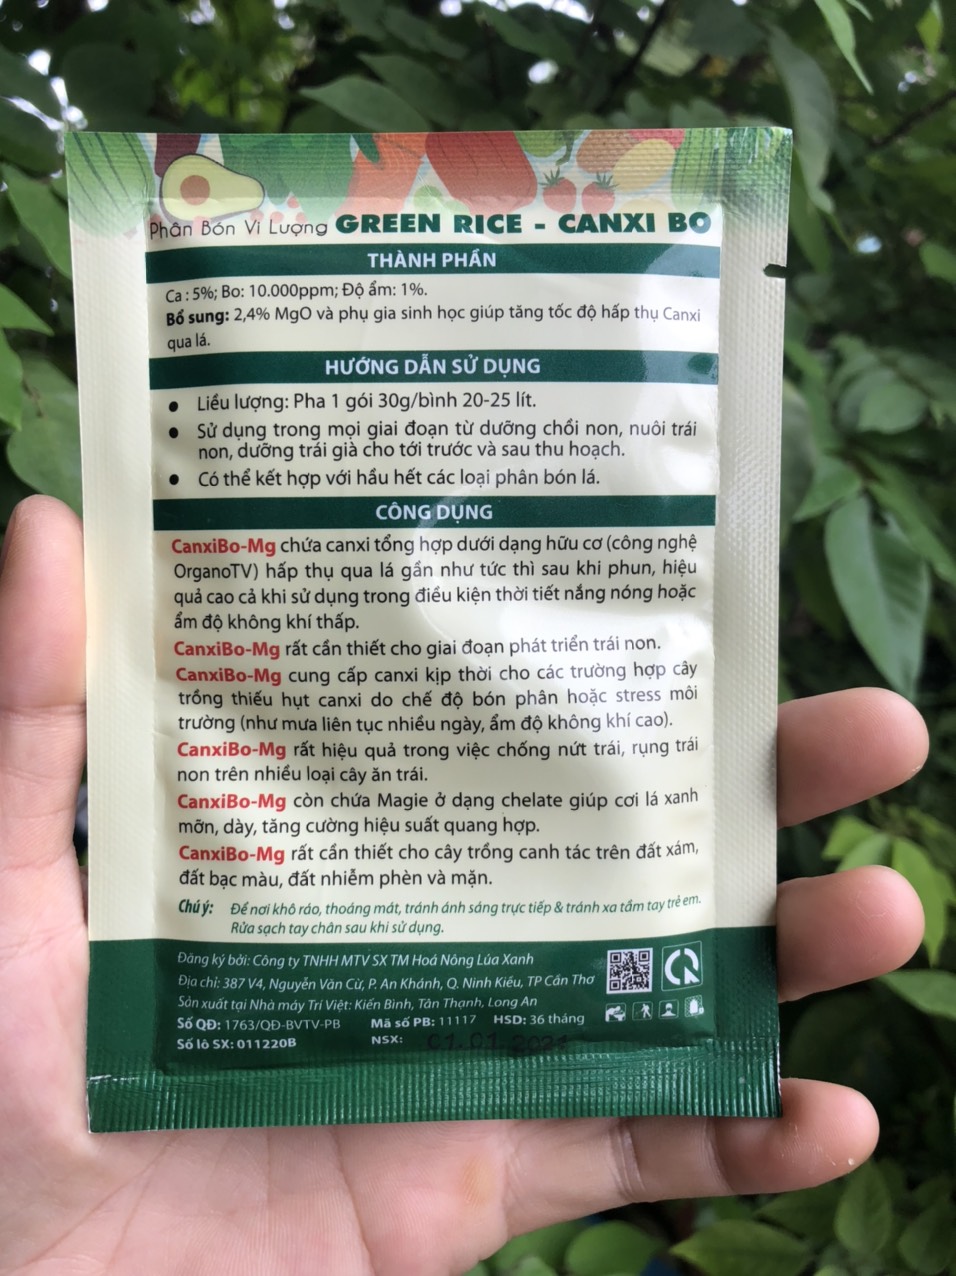 Phân Bón Vi Lượng GREEN RICE - CANXI BO
THÀNH PHẦN
Ca : 5%; Bo: 10.000ppm; Độ ẩm: 1%.
Bổ sung: 2,4% MgO và phụ gia sinh học giúp tăng tốc độ hấp thụ Canxi
qua lá.
HƯỚNG DẪN SỬ DỤNG
● Liều lượng: Pha 1 gói 30g/bình 20-25 lít.
● Sử dụng trong mọi giai đoạn từ dưỡng chồi non, nuôi trái
non, dưỡng trái già cho tới trước và sau thu hoạch.
● Có thể kết hợp với hầu hết các loại phân bón lá.
CÔNG DỤNG
CanxiBo-Mg chứa canxi tổng hợp dưới dạng hữu cơ (công nghệ
OrganoTV) hấp thụ qua lá gần như tức thì sau khi phun, hiệu
quả cao cả khi sử dụng trong điều kiện thời tiết nắng nóng hoặc
ẩm độ không khí thấp.
CanxiBo-Mg rất cần thiết cho giai đoạn phát triển trái non.
CanxiBo-Mg cung cấp canxi kịp thời cho các trường hợp cây
trồng thiếu hụt canxi do chế độ bón phân hoặc stress môi
trường (như mưa liên tục nhiều ngày, ẩm độ không khí cao).
CanxiBo-Mg rất hiệu quả trong việc chống nứt trái, rụng trái
non trên nhiều loại cây ăn trái.
CanxiBo-Mg còn chứa Magie ở dạng chelate giúp cơi lá xanh
mỡn, dày, tăng cường hiệu suất quang hợp.
CanxiBo-Mg rất cần thiết cho cây trồng canh tác trên đất xám,
đất bạc màu, đất nhiễm phèn và mặn.
Chú ý: Để nơi khô ráo, thoáng mát, tránh ánh sáng trực tiếp & tránh xa tầm tay trẻ em.
Rửa sạch tay chân sau khi sử dụng.
Đăng ký bởi: Công ty TNHH MTV SX TM Hoá Nông Lúa Xanh
Địa chỉ: 387 V4, Nguyễn Văn Cừ, P. An Khánh, Q. Ninh Kiều, TP Cần Thơ
Sản xuất tại Nhà máy Trí Việt: Kiến Bình, Tân Thạnh, Long An
Số QĐ: 1763/QĐ-BVTV-PB Mã số PB: 11117 HSD: 36 tháng
Số lô SX: 011220B NSX: 01.01.2021